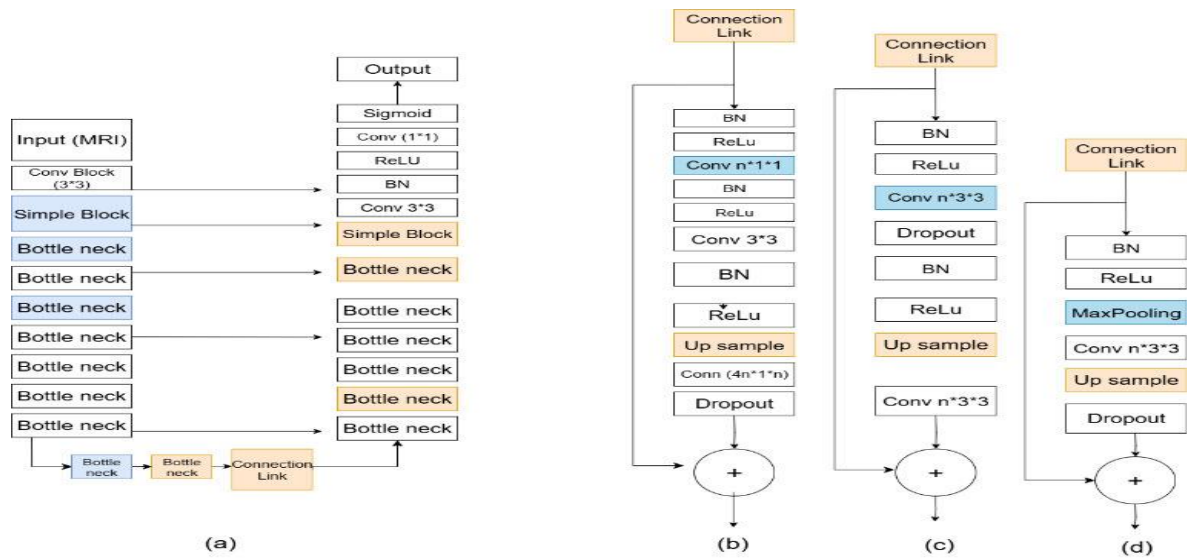 Input (MRI)
Conv Block
(3*3)
Simple Block
Bottle neck
Bottle neck
Bottle neck
Bottle neck
Bottle neck
Bottle neck
Bottle neck
Bottle
neck
Bottle
neck
Connection
Link
Output
Sigmoid
Conv (1*1)
ReLU
BN
Conv 3*3
Simple Block
Bottle neck
Bottle neck
Bottle neck
Bottle neck
Bottle neck
Bottle neck
(a)
Connection
Link
BN
ReLu
Conv n*1*1
BN
ReLu
Conv 3*3
BN
ReLu
Up sample
Conn (4n*1*n)
Dropout
+
(b)
Connection
Link
BN
ReLu
Conv n*3*3
Dropout
BN
ReLu
Up sample
Conv n*3*3
+
(c)
Connection
Link
BN
ReLu
MaxPooling
Conv n*3*3
Up sample
Dropout
+
(d)